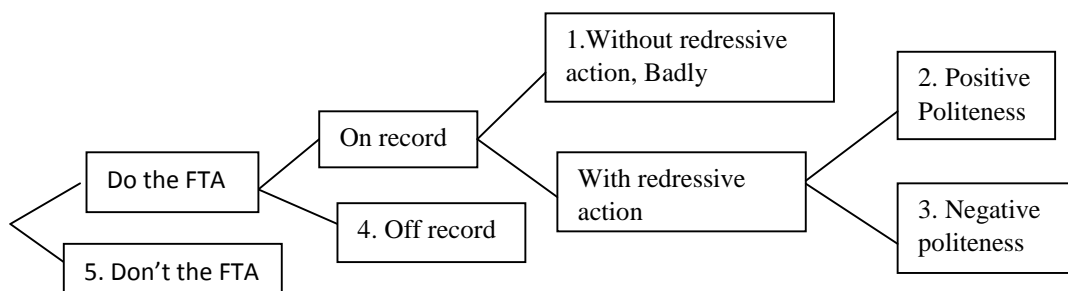 1.Without redressive
action, Badly
2. Positive
Politeness
On record
Do the FTA
With redressive
action
4. Off record
3. Negative
politeness
5. Don’t the FTA